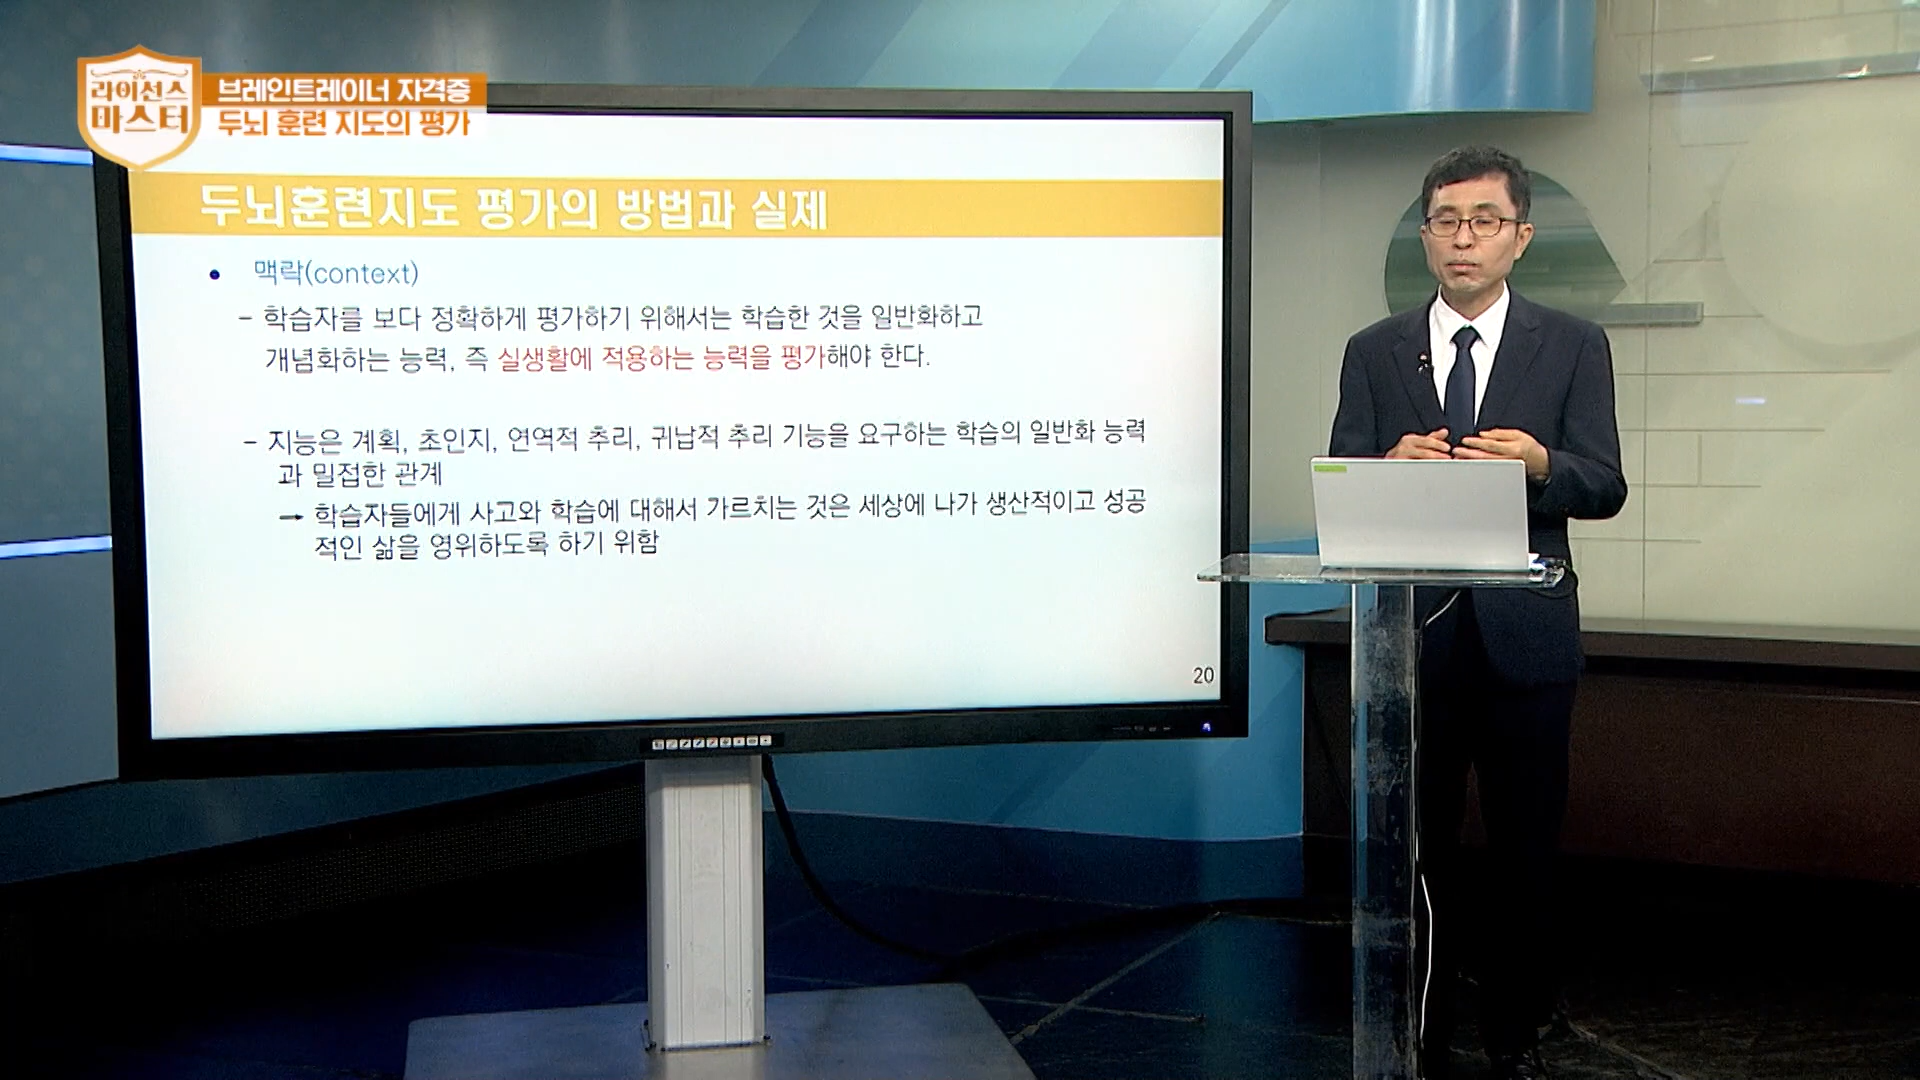 라이선스
마스터
브레인트레이너 자격증
두뇌 훈련 지도의 평가
두뇌훈련지도 평가의 방법과 실제
• 맥락(context)
– 학습자를 보다 정확하게 평가하기 위해서는 학습한 것을 일반화하고
개념화하는 능력, 즉 실생활에 적용하는 능력을 평가해야 한다.
– 지능은 계획, 초인지, 연역적 추리, 귀납적 추리 기능을 요구하는 학습의 일반화 능력
과 밀접한 관계
→ 학습자들에게 사고와 학습에 대해서 가르치는 것은 세상에 나가 생산적이고 성공
적인 삶을 영위하도록 하기 위함
20